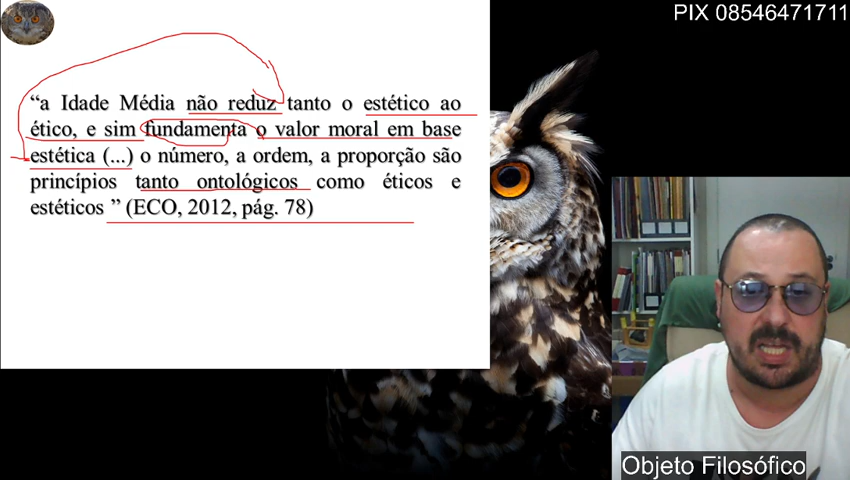 PIX 08546471711
“a Idade Média não reduz tanto o estético ao
ético, e sim fundamenta o valor moral em base
estética (...) o número, a ordem, a proporção são
princípios tanto ontológicos como éticos e
estéticos ” (ECO, 2012, pág. 78)
Objeto Filosófico